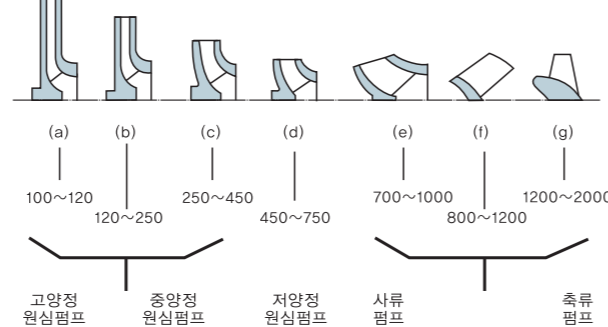 (a)
(b)
(c)
(d)
(e)
(f)
(g)
100～120
120～250
250～450
450～750
700～1000
800～1200
1200～2000
고양정
원심펌프
중양정
원심펌프
저양정
원심펌프
사류
펌프
축류
펌프